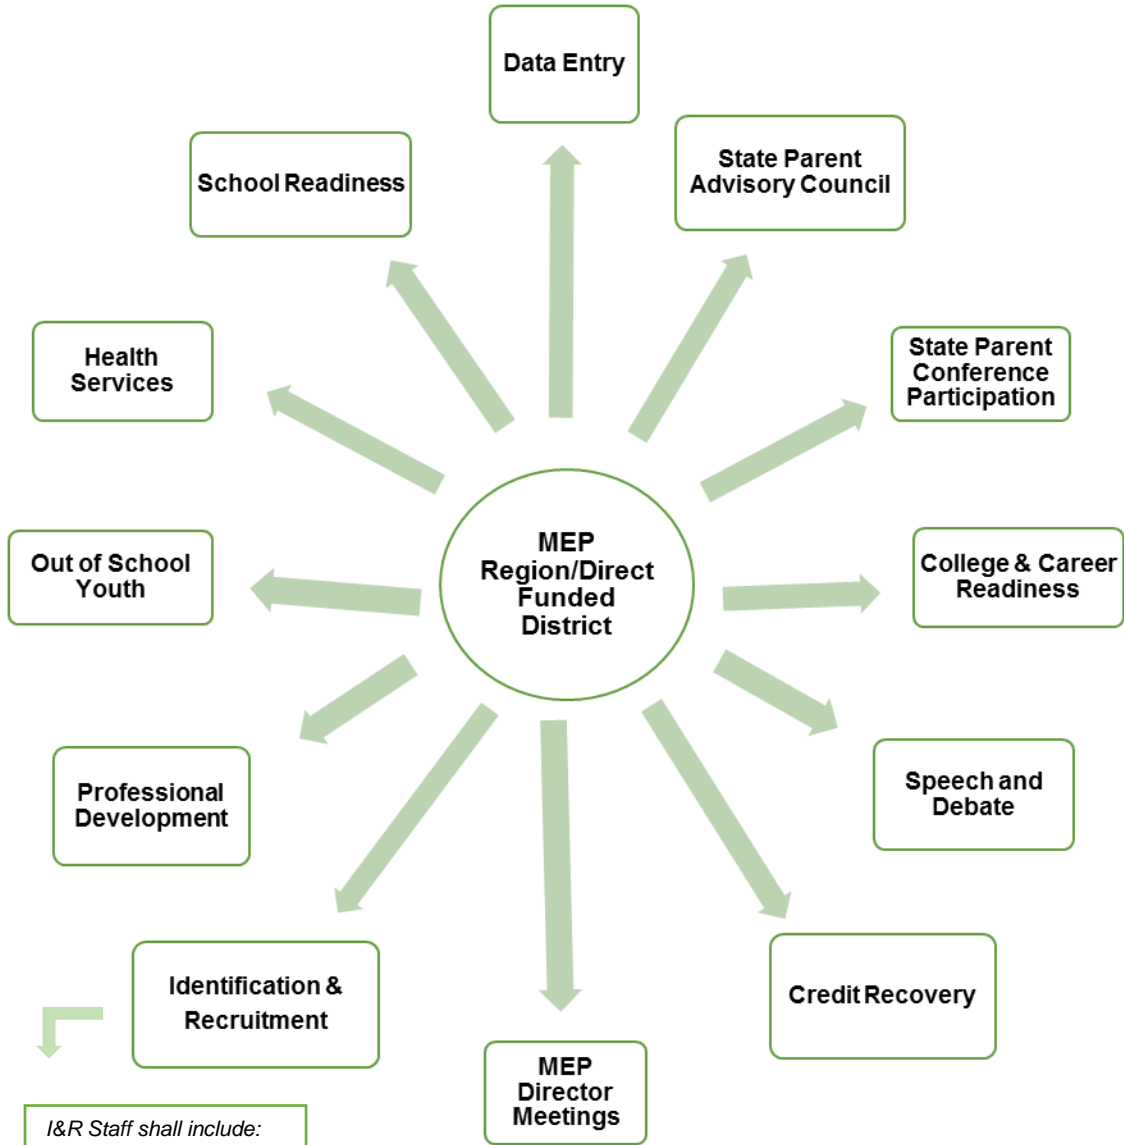 Data Entry
State Parent
Advisory Council
School Readiness
Health
Services
State Parent
Conference
Participation
MEP
Region/Direct
Funded
District
Out of School
Youth
College & Career
Readiness
Professional
Development
Speech and
Debate
Identification &
Recruitment
Credit Recovery
MEP
Director
Meetings
I&R Staff shall include: